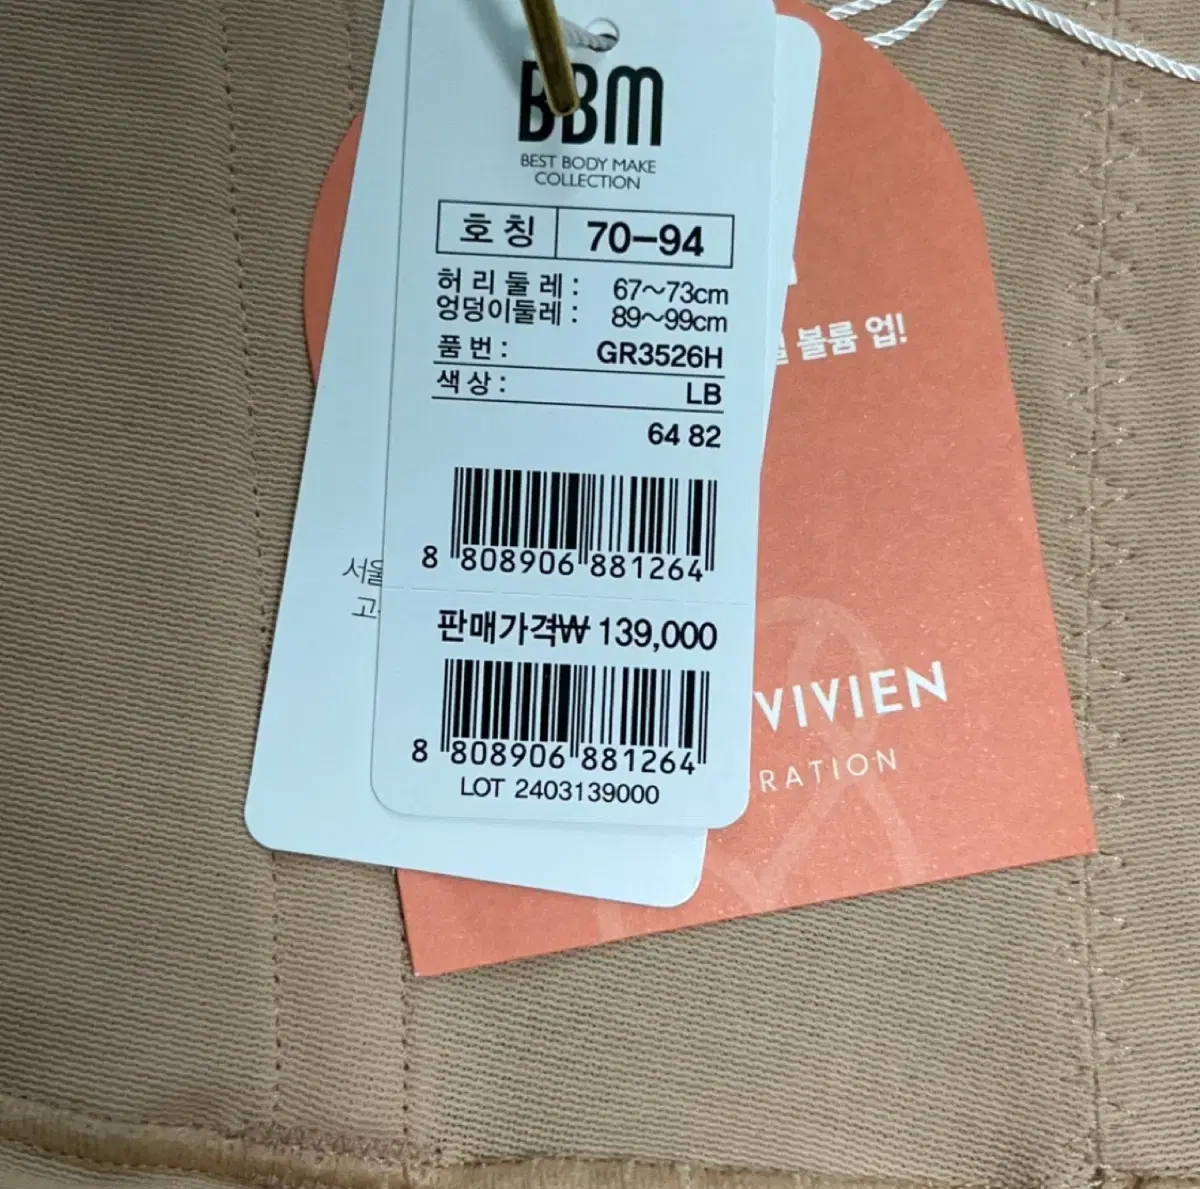 BBM
BEST BODY MAKE
COLLECTION
호칭 70-94
허리둘레: 67~73cm
엉덩이둘레: 89~99cm
품번: GR3526H
색상: LB
64 82
8 808906 881264
판매가격₩ 139,000
8 808906 881264
LOT 2403139000
볼륨 업!
VIVIEN
RATION
서울